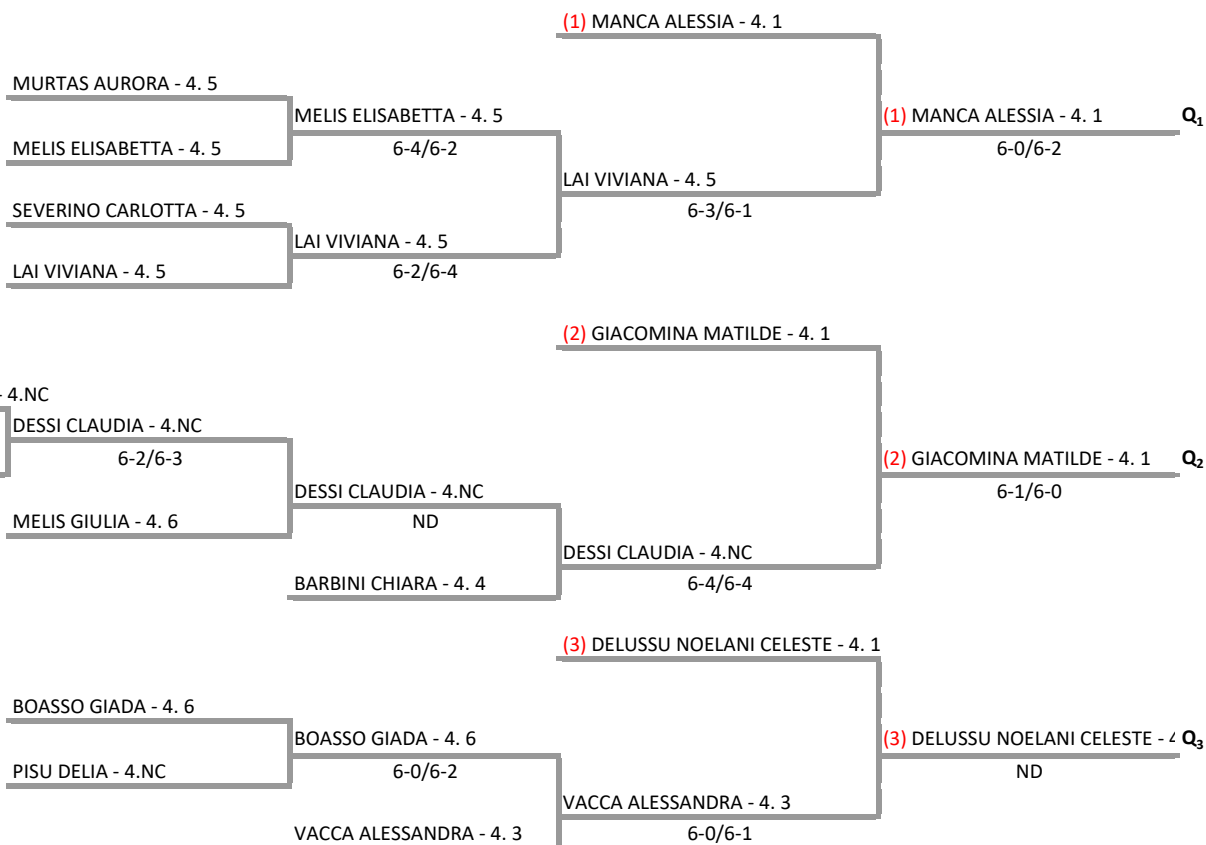 (1) MANCA ALESSIA - 4. 1
MURTAS AURORA - 4. 5
MELIS ELISABETTA - 4. 5
(1) MANCA ALESSIA - 4. 1 Q₁
MELIS ELISABETTA - 4. 5
6-4/6-2
6-0/6-2
LAI VIVIANA - 4. 5
SEVERINO CARLOTTA - 4. 5
6-3/6-1
LAI VIVIANA - 4. 5
LAI VIVIANA - 4. 5
6-2/6-4
(2) GIACOMINA MATILDE - 4. 1
- 4.NC
DESSI CLAUDIA - 4.NC
6-2/6-3
(2) GIACOMINA MATILDE - 4. 1 Q₂
DESSI CLAUDIA - 4.NC
6-1/6-0
MELIS GIULIA - 4. 6
ND
DESSI CLAUDIA - 4.NC
BARBINI CHIARA - 4. 4
6-4/6-4
(3) DELUSSU NOELANI CELESTE - 4. 1
BOASSO GIADA - 4. 6
BOASSO GIADA - 4. 6
(3) DELUSSU NOELANI CELESTE - 4 Q₃
PISU DELIA - 4.NC
6-0/6-2
ND
VACCA ALESSANDRA - 4. 3
VACCA ALESSANDRA - 4. 3
6-0/6-1